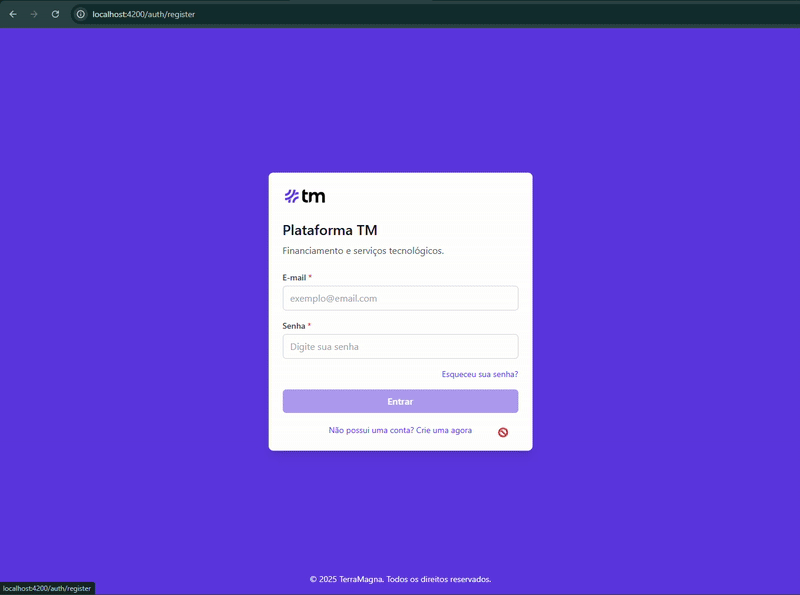 localhost:4200/auth/register
tm
Plataforma TM
Financiamento e serviços tecnológicos.
E-mail *
exemplo@email.com
Senha *
Digite sua senha
Esqueceu sua senha?
Entrar
Não possui uma conta? Crie uma agora
© 2025 TerraMagna. Todos os direitos reservados.
localhost:4200/auth/register